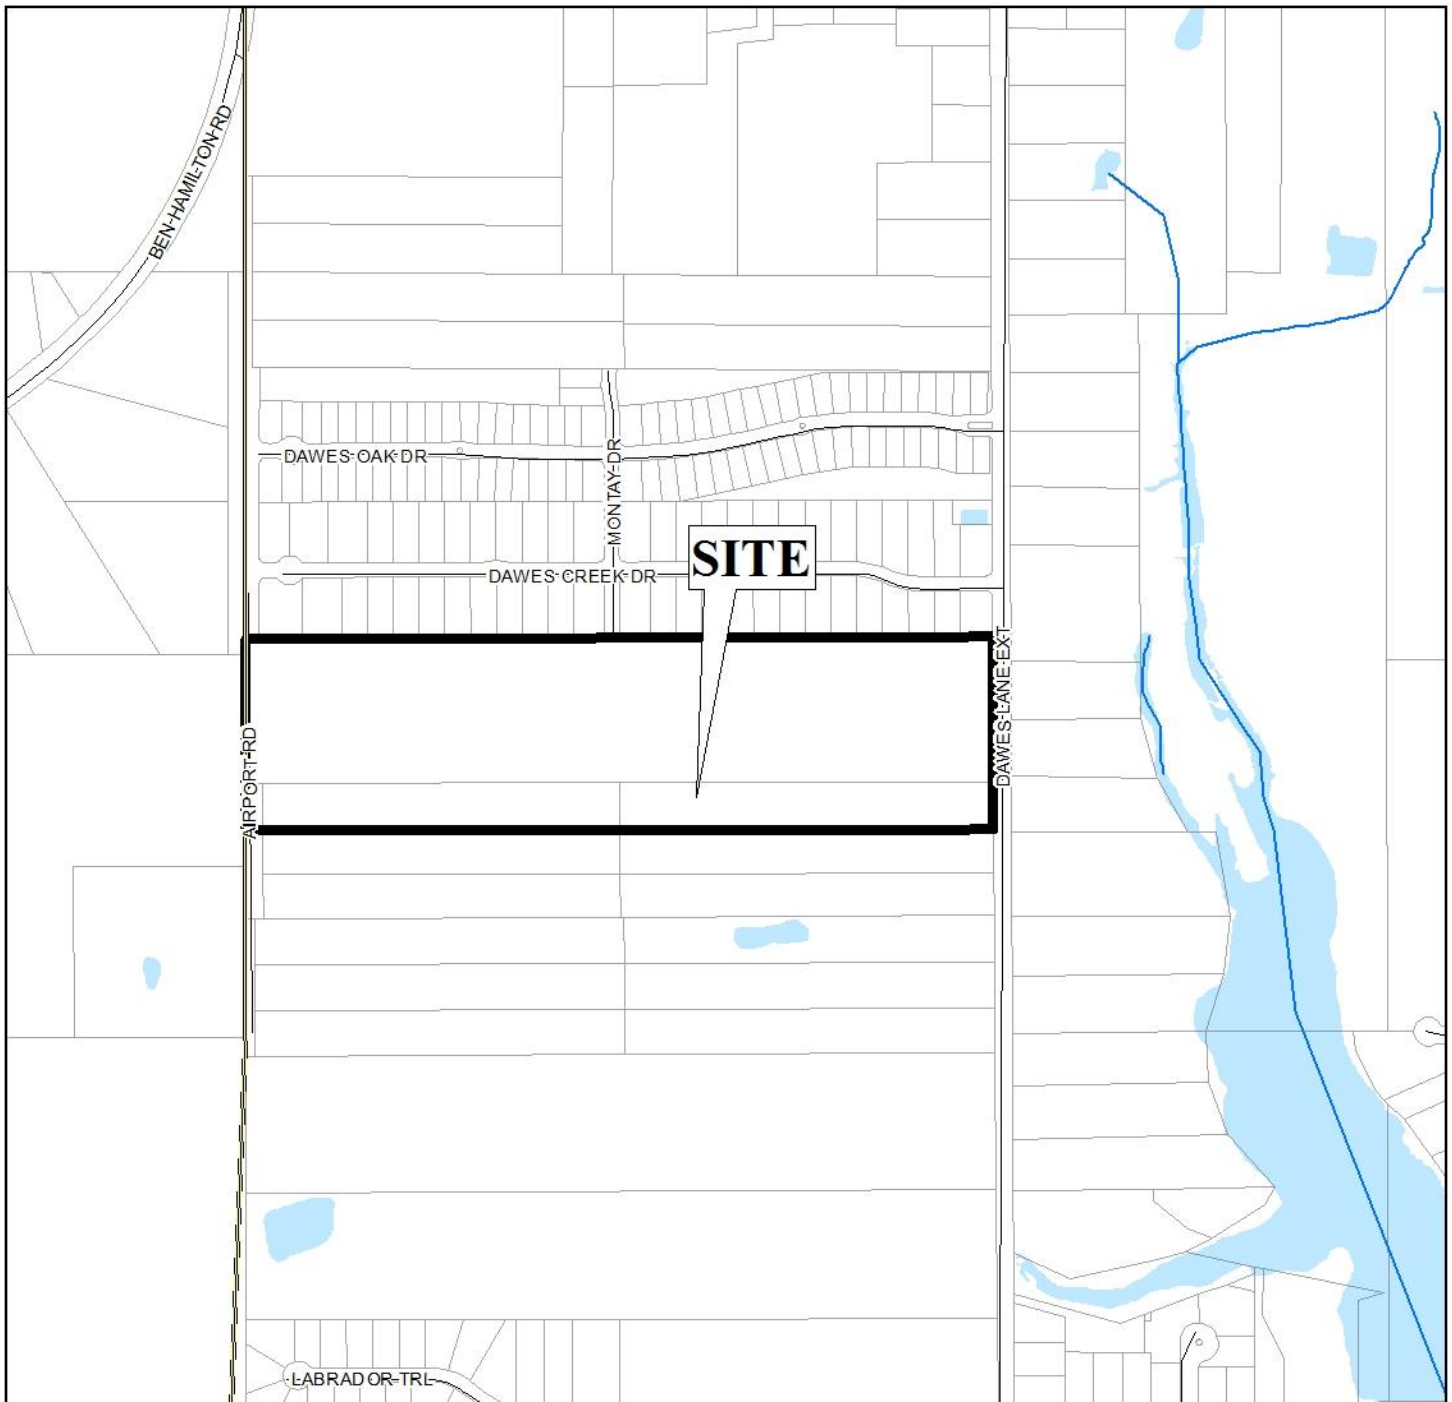 BEN HAMILTON RD
DAWES OAK DR
MONTAY DR
SITE
DAWES CREEK DR
DAWES LANE EXT
AIRPORT RD
LABRADOR TRL